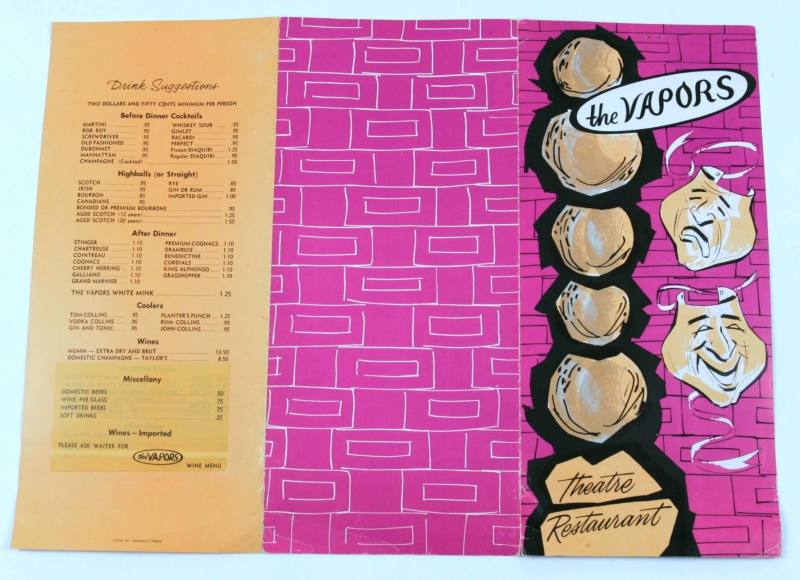 Drink Suggestions
TWO DOLLARS AND FIFTY CENTS MINIMUM PER PERSON
Before Dinner Cocktails
MARTINI .95
ROB ROY .95
SCREWDRIVER .95
OLD FASHIONED .95
DUBONNET .95
MANHATTAN .95
CHAMPAGNE (Cocktail) 1.50
WHISKEY SOUR .95
GIMLET .95
BACARDI .95
PERFECT .95
Frozen DIAQUIRI 1.25
Regular DIAQUIRI .95
Highballs (or Straight)
SCOTCH .95
IRISH .95
BOURBON .85
CANADIANS .95
RYE .85
GIN OR RUM .85
IMPORTED GIN 1.00
BONDED OR PREMIUM BOURBONS .95
AGED SCOTCH (12 years) 1.25
AGED SCOTCH (20 years) 1.50
After Dinner
STINGER 1.10
CHARTREUSE 1.10
COINTREAU 1.10
COGNACS 1.10
CHERRY HERRING 1.10
GALLIANO 1.10
GRAND MARNIER 1.10
PREMIUM COGNACS 1.10
DRAMBUIE 1.10
BENEDICTINE 1.10
CORDIALS 1.10
KING ALPHONSO 1.10
GRASSHOPPER 1.10
THE VAPORS WHITE MINK 1.25
Coolers
TOM COLLINS .95
VODKA COLLINS .95
GIN AND TONIC .95
PLANTER'S PUNCH 1.25
RUM COLLINS .95
JOHN COLLINS .95
Wines
MUMM — EXTRA DRY AND BRUT 13.50
DOMESTIC CHAMPAGNE — TAYLOR'S 8.50
Miscellany
DOMESTIC BEERS .50
WINE, PER GLASS .75
IMPORTED BEERS .75
SOFT DRINKS .25
Wines — Imported
PLEASE ASK WAITER FOR
the VAPORS
WINE MENU
the VAPORS
Theatre
Restaurant